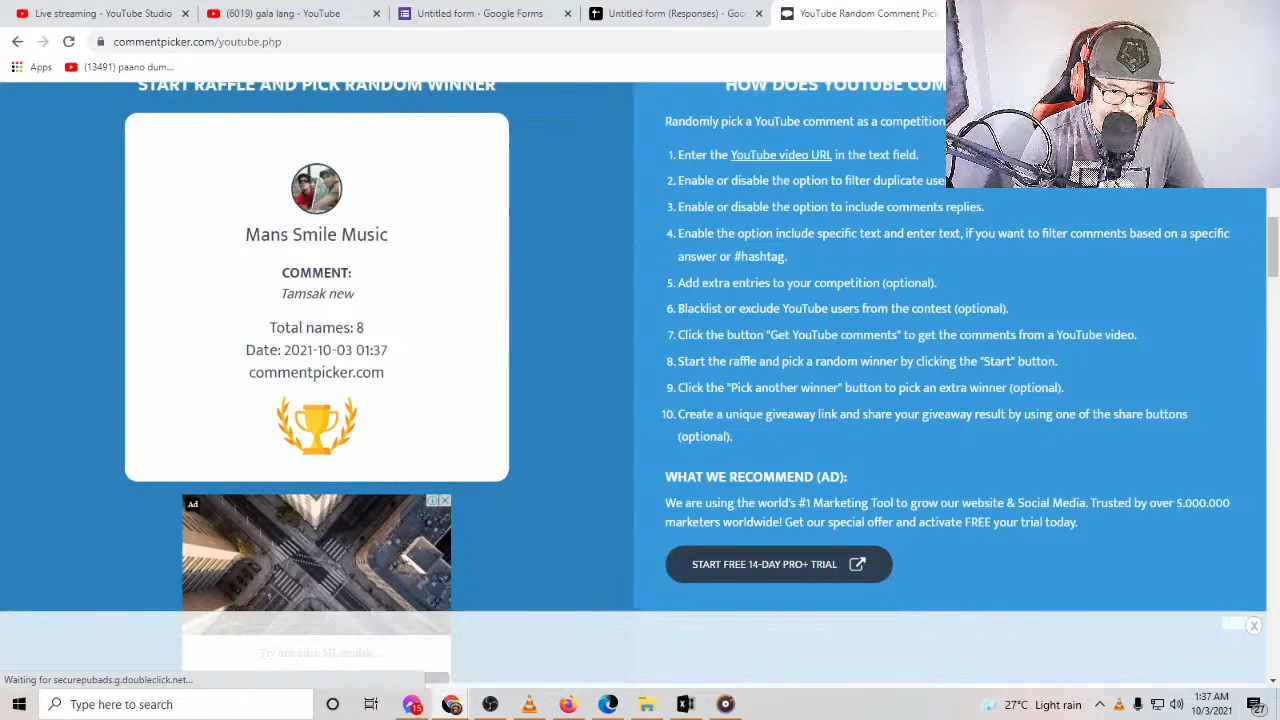 Live streaming - YouTube Studio
(6019) gala - YouTube
Untitled form - Google Forms
Untitled form (Responses) - Goo
YouTube Random Comment Pick
commentpicker.com/youtube.php
Apps
(13491) paano dum...
START RAFFLE AND PICK RANDOM WINNER
Mans Smile Music
COMMENT:
Tamsak new
Total names: 8
Date: 2021-10-03 01:37
commentpicker.com
Ad
HOW DOES YOUTUBE COM
Randomly pick a YouTube comment as a competition
1. Enter the YouTube video URL in the text field.
2. Enable or disable the option to filter duplicate use
3. Enable or disable the option to include comments replies.
4. Enable the option include specific text and enter text, if you want to filter comments based on a specific
answer or #hashtag.
5. Add extra entries to your competition (optional).
6. Blacklist or exclude YouTube users from the contest (optional).
7. Click the button "Get YouTube comments" to get the comments from a YouTube video.
8. Start the raffle and pick a random winner by clicking the "Start" button.
9. Click the "Pick another winner" button to pick an extra winner (optional).
10. Create a unique giveaway link and share your giveaway result by using one of the share buttons
(optional).
WHAT WE RECOMMEND (AD):
We are using the world's #1 Marketing Tool to grow our website & Social Media. Trusted by over 5.000.000
marketers worldwide! Get our special offer and activate FREE your trial today.
START FREE 14-DAY PRO+ TRIAL
X
Waiting for securepubads.g.doubleclick.net...
Type here to search
15
2
27°C Light rain
1:37 AM
10/3/2021
27